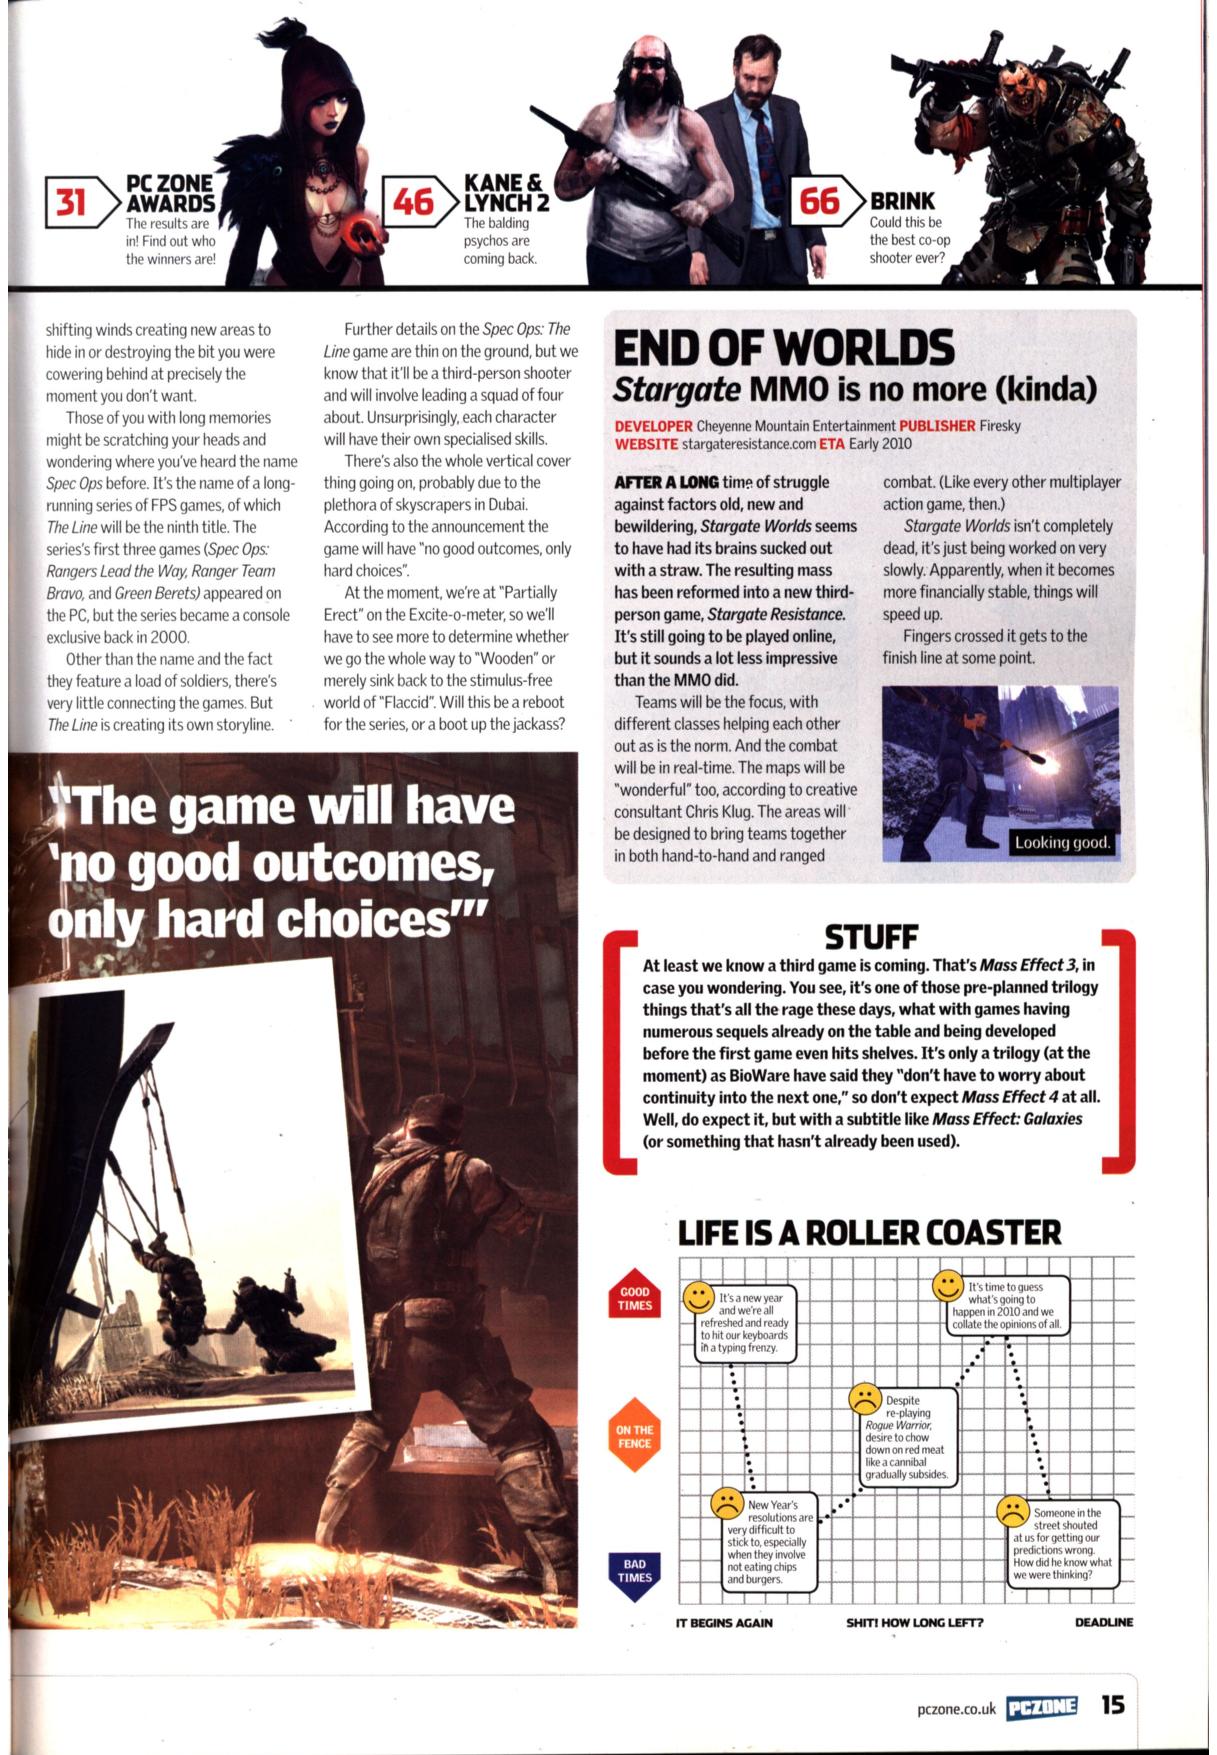 31
PC ZONE
AWARDS
The results are
in! Find out who
the winners are!
46
KANE &
LYNCH 2
The balding
psychos are
coming back.
66
BRINK
Could this be
the best co-op
shooter ever?
shifting winds creating new areas to
hide in or destroying the bit you were
cowering behind at precisely the
moment you don't want.
Those of you with long memories
might be scratching your heads and
wondering where you've heard the name
Spec Ops before. It's the name of a long-
running series of FPS games, of which
The Line will be the ninth title. The
series's first three games (Spec Ops:
Rangers Lead the Way, Ranger Team
Bravo, and Green Berets) appeared on
the PC, but the series became a console
exclusive back in 2000.
Other than the name and the fact
they feature a load of soldiers, there's
very little connecting the games. But
The Line is creating its own storyline.
Further details on the Spec Ops: The
Line game are thin on the ground, but we
know that it'll be a third-person shooter
and will involve leading a squad of four
about. Unsurprisingly, each character
will have their own specialised skills.
There's also the whole vertical cover
thing going on, probably due to the
plethora of skyscrapers in Dubai.
According to the announcement the
game will have "no good outcomes, only
hard choices".
At the moment, we're at "Partially
Erect" on the Excite-o-meter, so we'll
have to see more to determine whether
we go the whole way to "Wooden" or
merely sink back to the stimulus-free
world of "Flaccid". Will this be a reboot
for the series, or a boot up the jackass?
"The game will have
'no good outcomes,
only hard choices'"
END OF WORLDS
Stargate MMO is no more (kinda)
DEVELOPER Cheyenne Mountain Entertainment PUBLISHER Firesky
WEBSITE stargateresistance.com ETA Early 2010
AFTER A LONG time of struggle
against factors old, new and
bewildering, Stargate Worlds seems
to have had its brains sucked out
with a straw. The resulting mass
has been reformed into a new third-
person game, Stargate Resistance.
It's still going to be played online,
but it sounds a lot less impressive
than the MMO did.
Teams will be the focus, with
different classes helping each other
out as is the norm. And the combat
will be in real-time. The maps will be
"wonderful" too, according to creative
consultant Chris Klug. The areas will
be designed to bring teams together
in both hand-to-hand and ranged
combat. (Like every other multiplayer
action game, then.)
Stargate Worlds isn't completely
dead, it's just being worked on very
slowly. Apparently, when it becomes
more financially stable, things will
speed up.
Fingers crossed it gets to the
finish line at some point.
Looking good.
STUFF
At least we know a third game is coming. That's Mass Effect 3, in
case you wondering. You see, it's one of those pre-planned trilogy
things that's all the rage these days, what with games having
numerous sequels already on the table and being developed
before the first game even hits shelves. It's only a trilogy (at the
moment) as BioWare have said they "don't have to worry about
continuity into the next one," so don't expect Mass Effect 4 at all.
Well, do expect it, but with a subtitle like Mass Effect: Galaxies
(or something that hasn't already been used).
LIFE IS A ROLLER COASTER
GOOD
TIMES
ON THE
FENCE
BAD
TIMES
It's a new year
and we're all
refreshed and ready
to hit our keyboards
in a typing frenzy.
New Year's
resolutions are
very difficult to
stick to, especially
when they involve
not eating chips
and burgers.
Despite
re-playing
Rogue Warrior,
desire to chow
down on red meat
like a cannibal
gradually subsides.
It's time to guess
what's going to
happen in 2010 and we
collate the opinions of all.
Someone in the
street shouted
at us for getting our
predictions wrong.
How did he know what
we were thinking?
IT BEGINS AGAIN
SHIT! HOW LONG LEFT?
DEADLINE
pczone.co.uk PCZONE 15